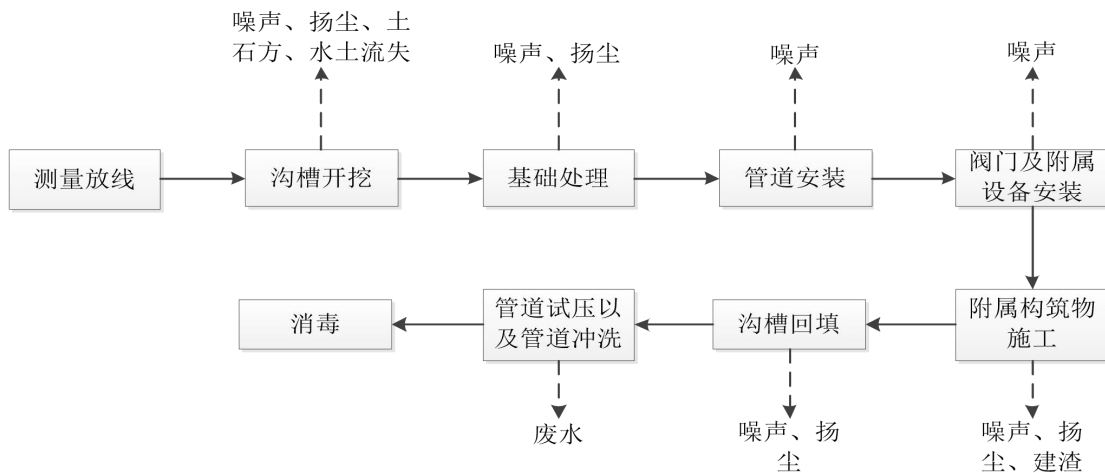 噪声、扬尘、土
石方、水土流失
噪声、扬尘
噪声
噪声
测量放线
沟槽开挖
基础处理
管道安装
阀门及附属
设备安装
消毒
管道试压以
及管道冲洗
沟槽回填
附属构筑物
施工
废水
噪声、扬
尘
噪声、扬
尘、建渣